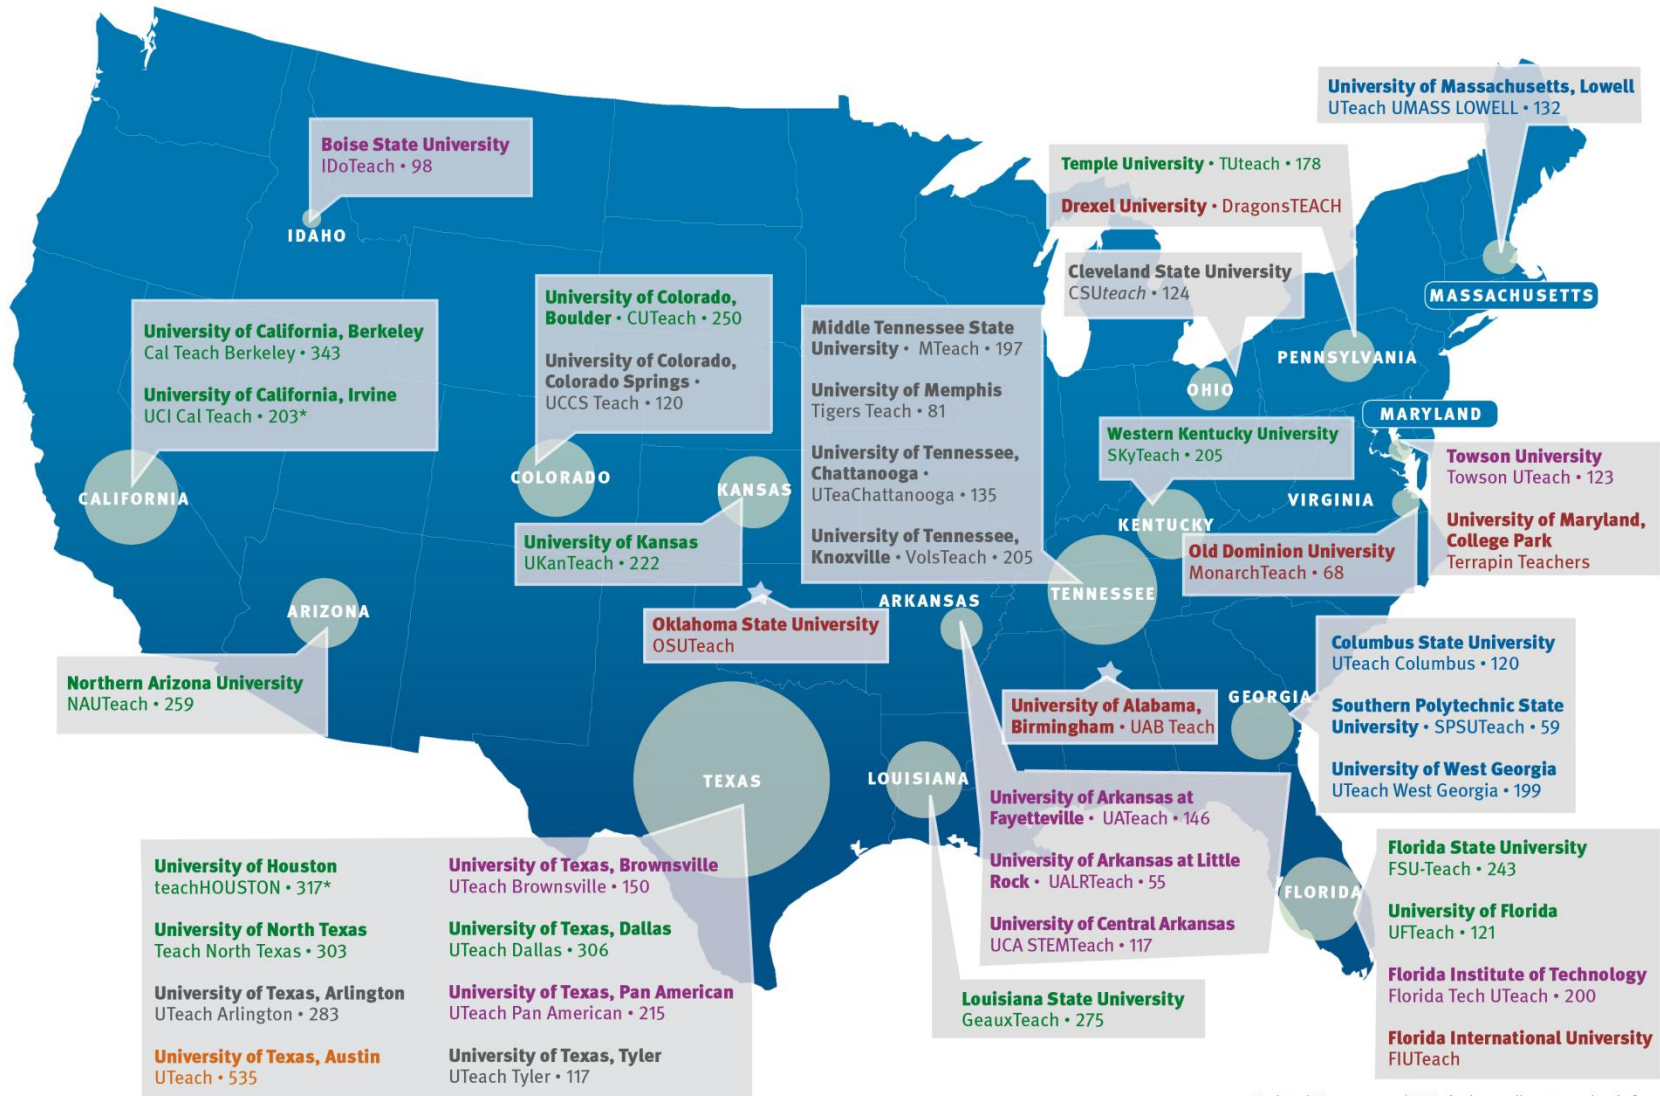 University of Massachusetts, Lowell
UTeach UMASS LOWELL • 132
MASSACHUSETTS
Boise State University
IDoTeach • 98
IDAHO
Temple University • TUteach • 178
Drexel University • DragonsTEACH
PENNSYLVANIA
Cleveland State University
CSUteach • 124
OHIO
University of California, Berkeley
Cal Teach Berkeley • 343
University of California, Irvine
UCI Cal Teach • 203*
CALIFORNIA
University of Colorado,
Boulder • CUTeach • 250
University of Colorado,
Colorado Springs •
UCCS Teach • 120
COLORADO
Middle Tennessee State
University • MTeach • 197
University of Memphis
Tigers Teach • 81
University of Tennessee,
Chattanooga •
UTeaChattanooga • 135
University of Tennessee,
Knoxville • VolsTeach • 205
TENNESSEE
KANSAS
University of Kansas
UKanTeach • 222
Western Kentucky University
SKyTeach • 205
KENTUCKY
MARYLAND
Towson University
Towson UTeach • 123
University of Maryland,
College Park
Terrapin Teachers
VIRGINIA
Old Dominion University
MonarchTeach • 68
ARIZONA
Northern Arizona University
NAUTeach • 259
Oklahoma State University
OSUTeach
ARKANSAS
University of Arkansas at
Fayetteville • UATeach • 146
University of Arkansas at Little
Rock • UALRTeach • 55
University of Central Arkansas
UCA STEMTeach • 117
University of Alabama,
Birmingham • UAB Teach
GEORGIA
Columbus State University
UTeach Columbus • 120
Southern Polytechnic State
University • SPSUTeach • 59
University of West Georgia
UTeach West Georgia • 199
TEXAS
University of Houston
teachHOUSTON • 317*
University of North Texas
Teach North Texas • 303
University of Texas, Arlington
UTeach Arlington • 283
University of Texas, Austin
UTeach • 535
University of Texas, Brownsville
UTeach Brownsville • 150
University of Texas, Dallas
UTeach Dallas • 306
University of Texas, Pan American
UTeach Pan American • 215
University of Texas, Tyler
UTeach Tyler • 117
LOUISIANA
Louisiana State University
GeauxTeach • 275
FLORIDA
Florida State University
FSU-Teach • 243
University of Florida
UFTeach • 121
Florida Institute of Technology
Florida Tech UTeach • 200
Florida International University
FIUTeach